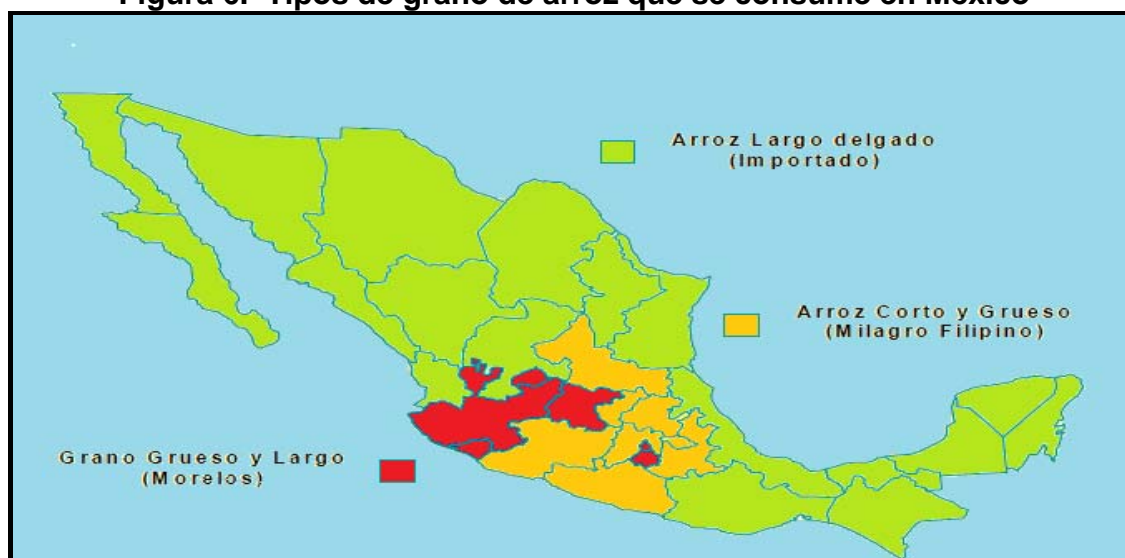 Figura 6.  Tipos de grano de arroz que se consume en México
Arroz Largo delgado
(Importado)
Arroz Corto y Grueso
(Milagro Filipino)
Grano Grueso y Largo
(Morelos)